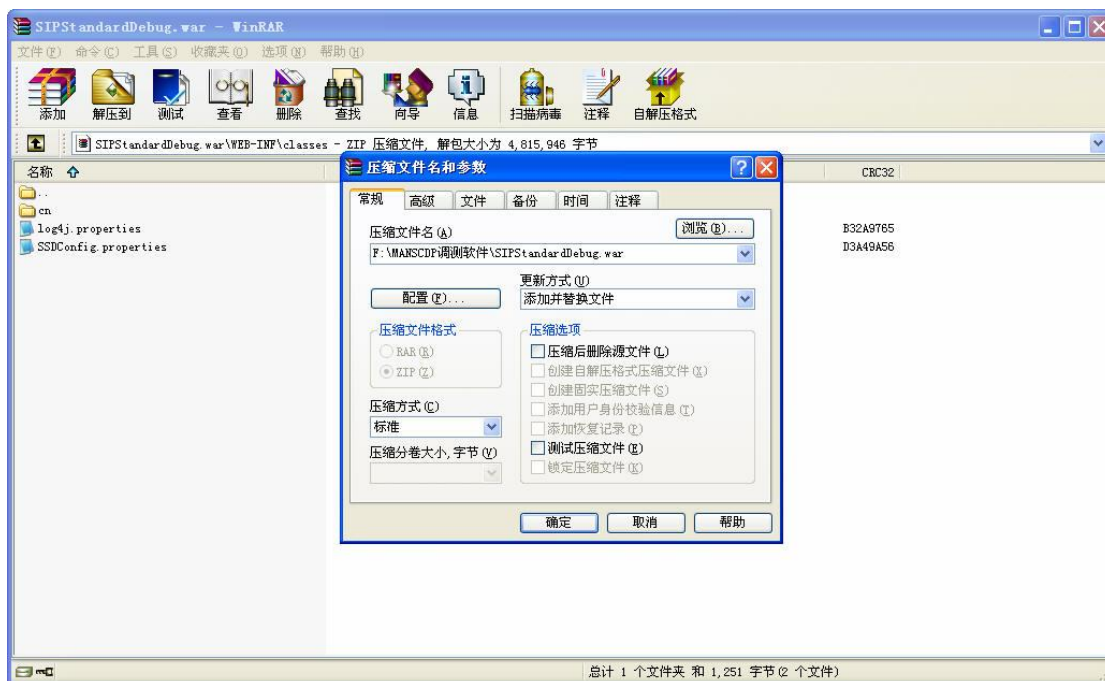 SIPStandardDebug.war - WinRAR
文件(F) 命令(C) 工具(S) 收藏夹(O) 选项(N) 帮助(H)
添加 解压到 测试 查看 删除 查找 向导 信息 扫描病毒 注释 自解压格式
SIPStandardDebug.war\WEB-INF\classes - ZIP 压缩文件, 解包大小为 4,815,946 字节
名称 CRC32
..
cn
log4j.properties B32A9765
SSDConfig.properties D3A49A56
压缩文件名和参数
常规 高级 文件 备份 时间 注释
压缩文件名(A) 浏览(B)...
F:\MANSCDP调测软件\SIPStandardDebug.war
更新方式(U)
配置(F)... 添加并替换文件
压缩文件格式 压缩选项
RAR(R) 压缩后删除源文件(L)
ZIP(Z) 创建自解压格式压缩文件(X)
创建固实压缩文件(S)
压缩方式(C) 添加用户身份校验信息(T)
标准 添加恢复记录(P)
压缩分卷大小,字节(V) 测试压缩文件(E)
锁定压缩文件(K)
确定 取消 帮助
总计 1 个文件夹 和 1,251 字节(2 个文件)